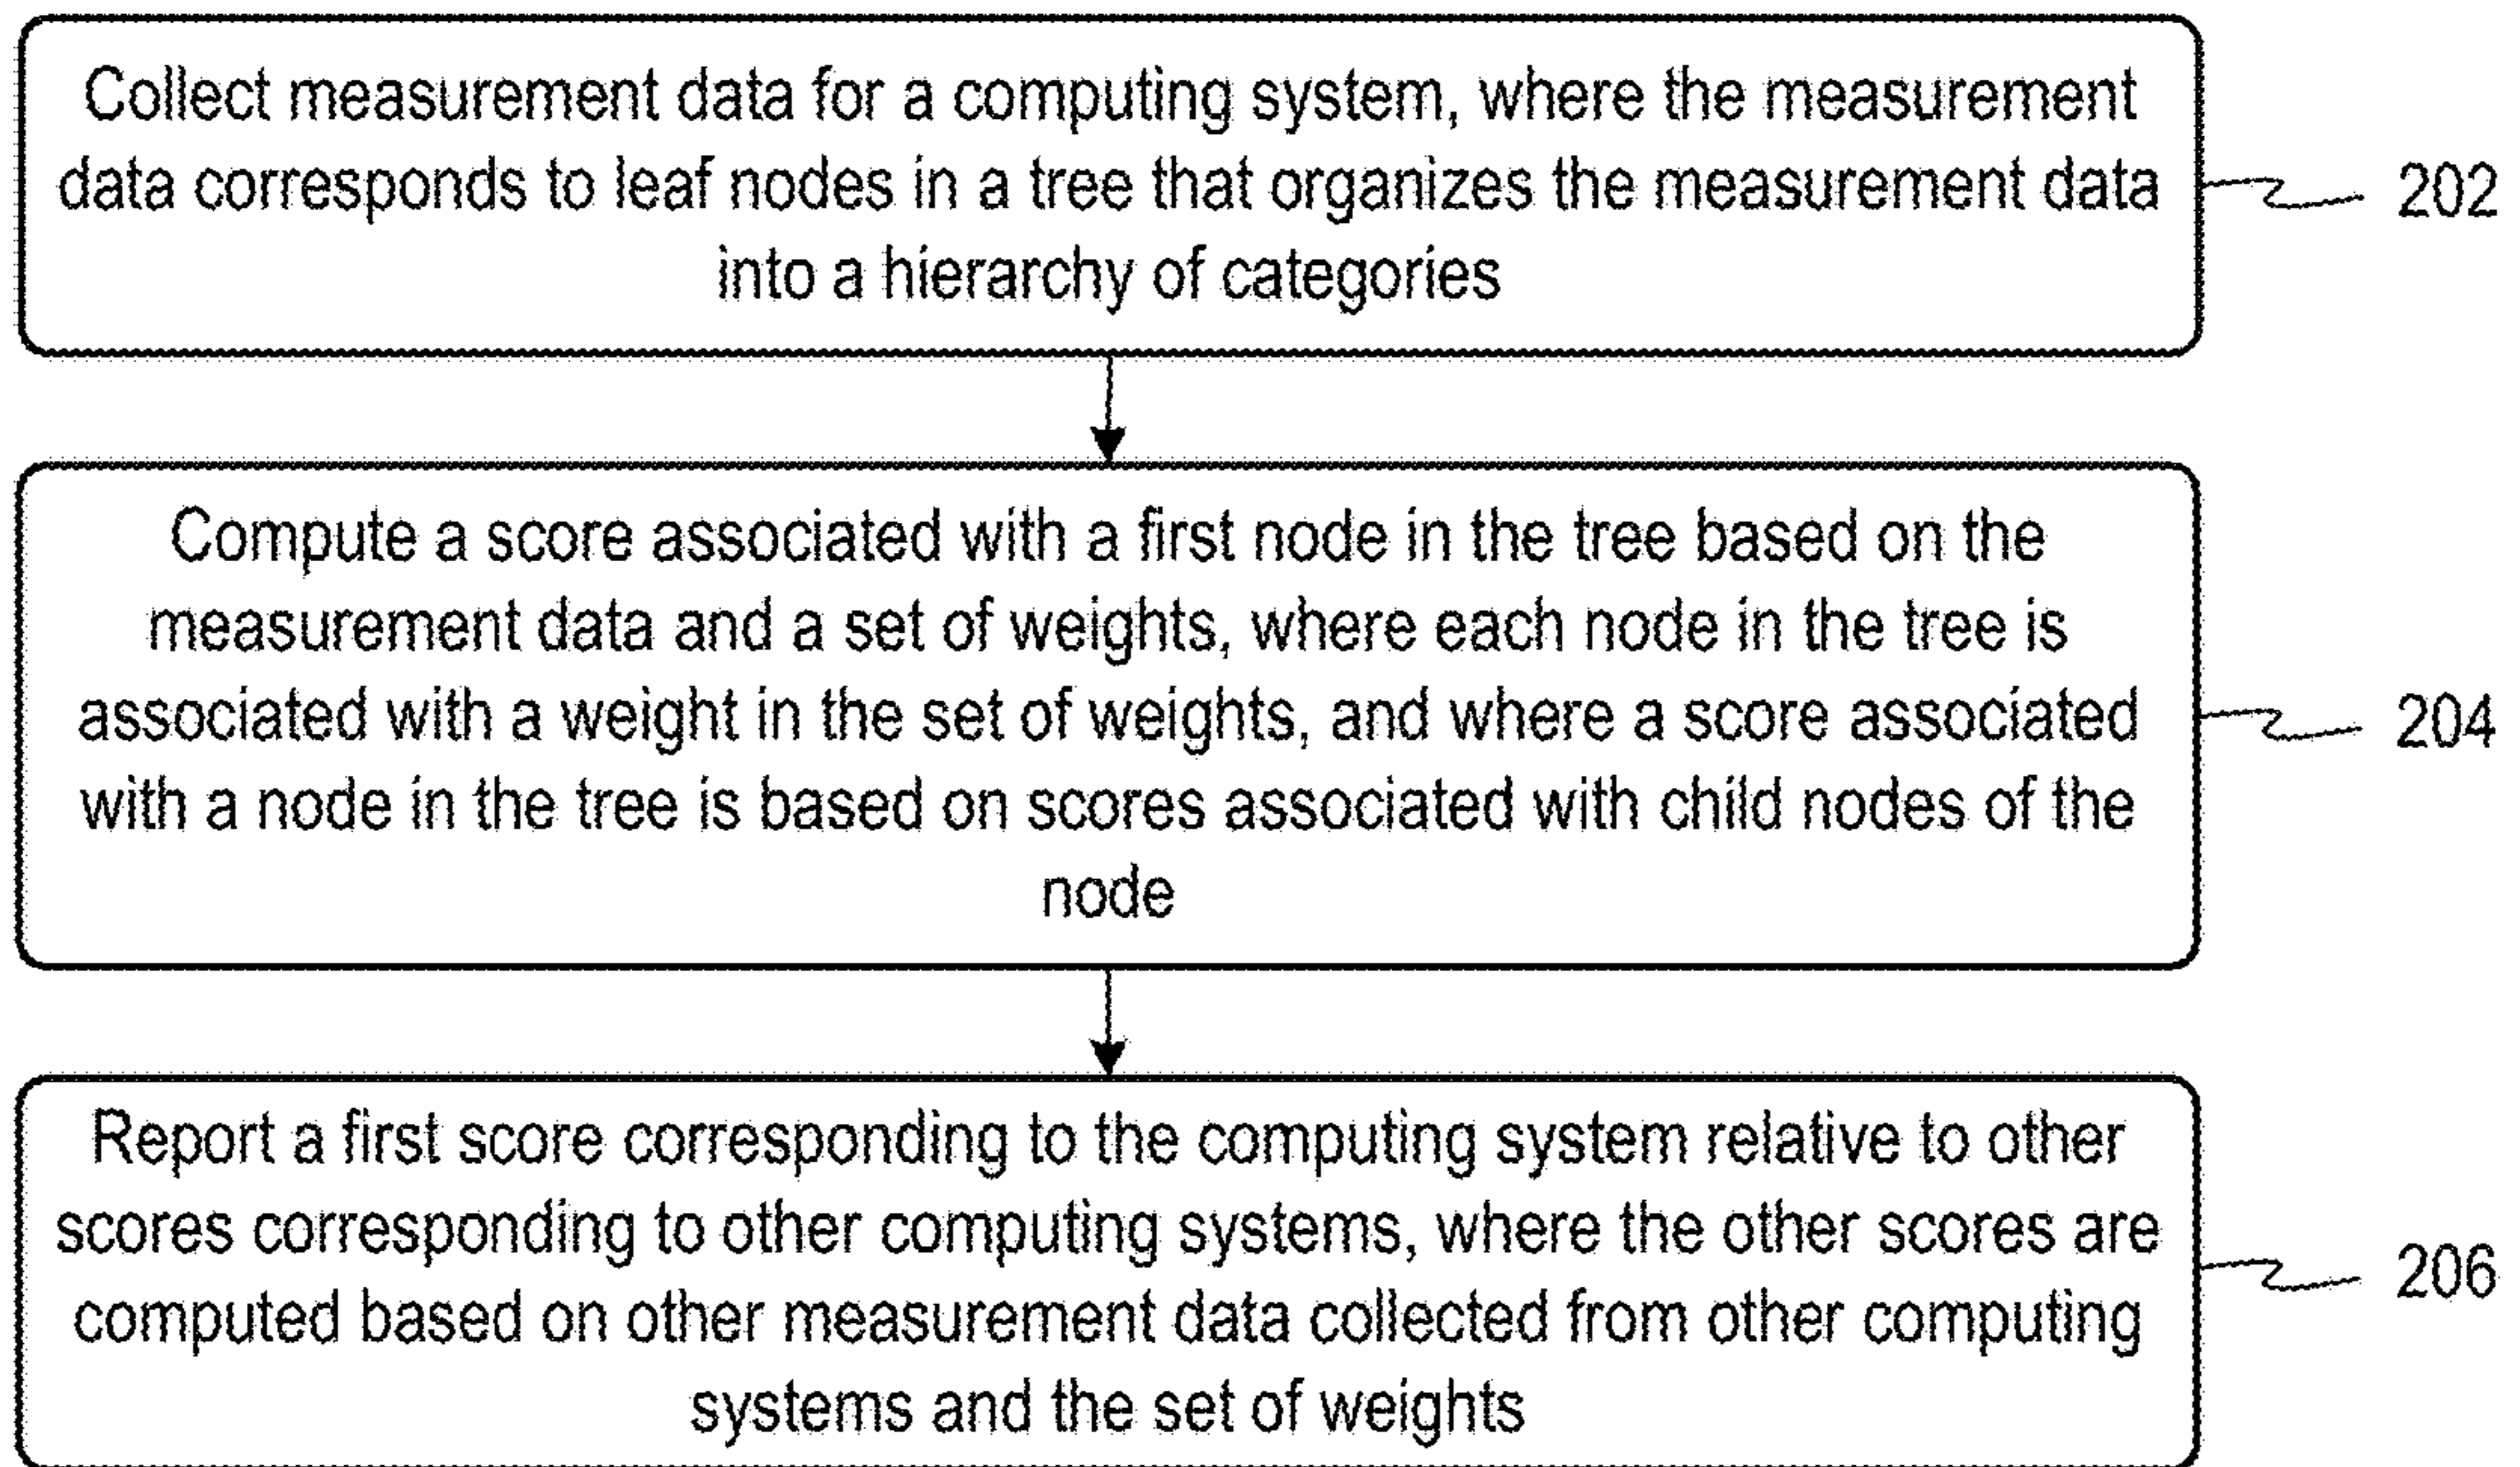 Collect measurement data for a computing system, where the measurement
data corresponds to leaf nodes in a tree that organizes the measurement data
into a hierarchy of categories
202
Compute a score associated with a first node in the tree based on the
measurement data and a set of weights, where each node in the tree is
associated with a weight in the set of weights, and where a score associated
with a node in the tree is based on scores associated with child nodes of the
node
204
Report a first score corresponding to the computing system relative to other
scores corresponding to other computing systems, where the other scores are
computed based on other measurement data collected from other computing
systems and the set of weights
206